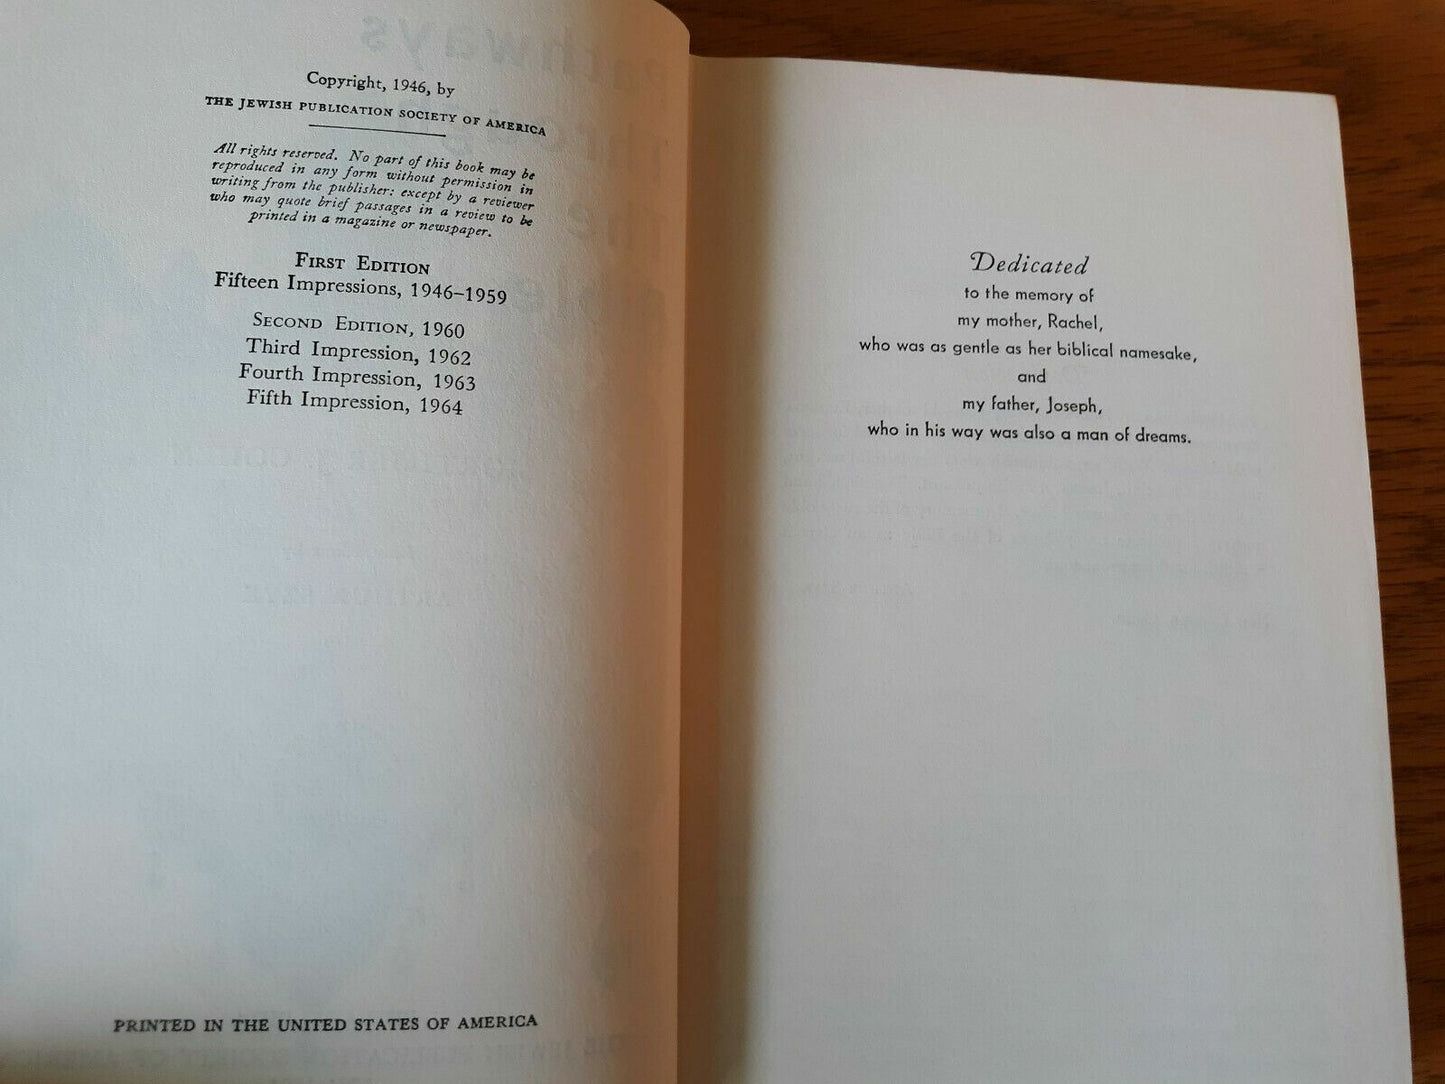 Copyright, 1946, by
THE JEWISH PUBLICATION SOCIETY OF AMERICA
All rights reserved. No part of this book may be
reproduced in any form without permission in
writing from the publisher: except by a reviewer
who may quote brief passages in a review to be
printed in a magazine or newspaper.
FIRST EDITION
Fifteen Impressions, 1946–1959
SECOND EDITION, 1960
Third Impression, 1962
Fourth Impression, 1963
Fifth Impression, 1964
PRINTED IN THE UNITED STATES OF AMERICA
Dedicated
to the memory of
my mother, Rachel,
who was as gentle as her biblical namesake,
and
my father, Joseph,
who in his way was also a man of dreams.